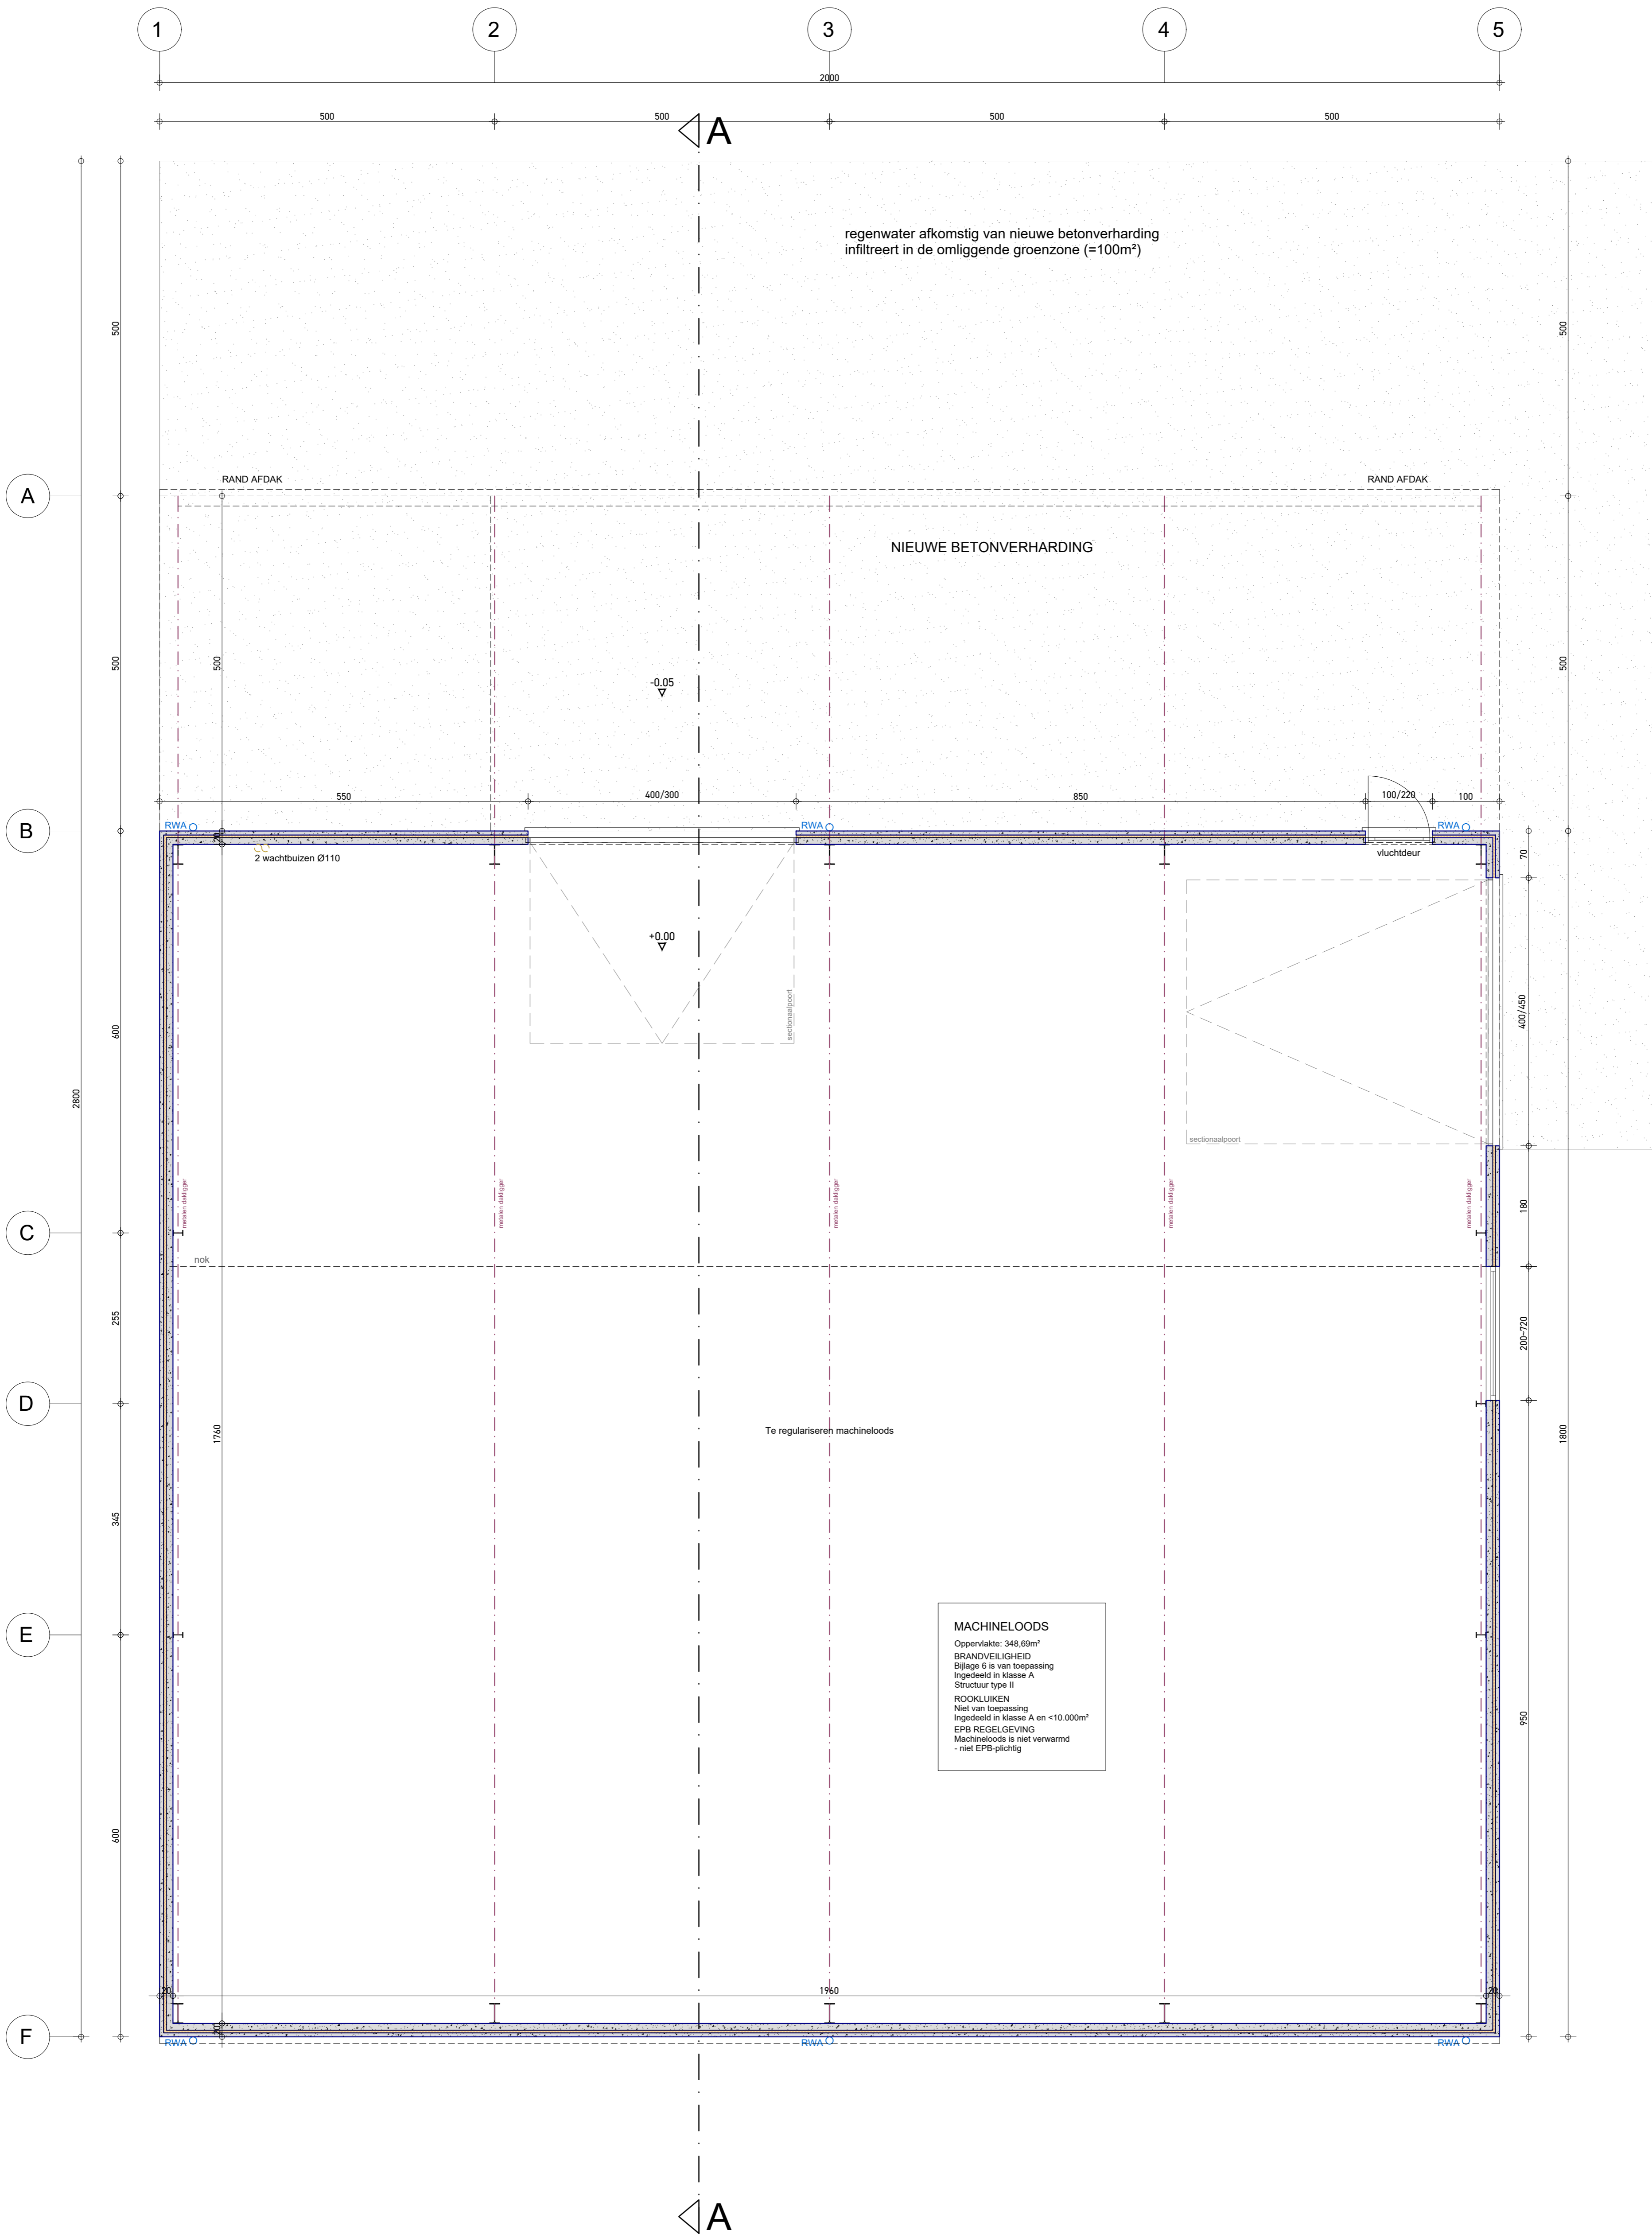 1
2
3
4
5
2000
500
500
500
500
A
regenwater afkomstig van nieuwe betonverharding
infiltreert in de omliggende groenzone (=100m²)
500
500
A
RAND AFDAK
RAND AFDAK
NIEUWE BETONVERHARDING
500
500
500
-0.05
550
400/300
850
100/220
100
B
RWA
RWA
RWA
20
2 wachtbuizen Ø110
vluchtdeur
70
+0.00
sectionaalpoort
400/450
600
2800
sectionaalpoort
metalen dakligger
metalen dakligger
metalen dakligger
metalen dakligger
metalen dakligger
180
C
nok
255
200-720
D
1760
Te regulariseren machineloods
1800
345
E
MACHINELOODS
Oppervlakte: 348,69m²
BRANDVEILIGHEID
Bijlage 6 is van toepassing
Ingedeeld in klasse A
Structuur type II
ROOKLUIKEN
Niet van toepassing
Ingedeeld in klasse A en <10.000m²
EPB REGELGEVING
Machineloods is niet verwarmd
- niet EPB-plichtig
950
600
20
1960
20
20
F
RWA
RWA
RWA
A